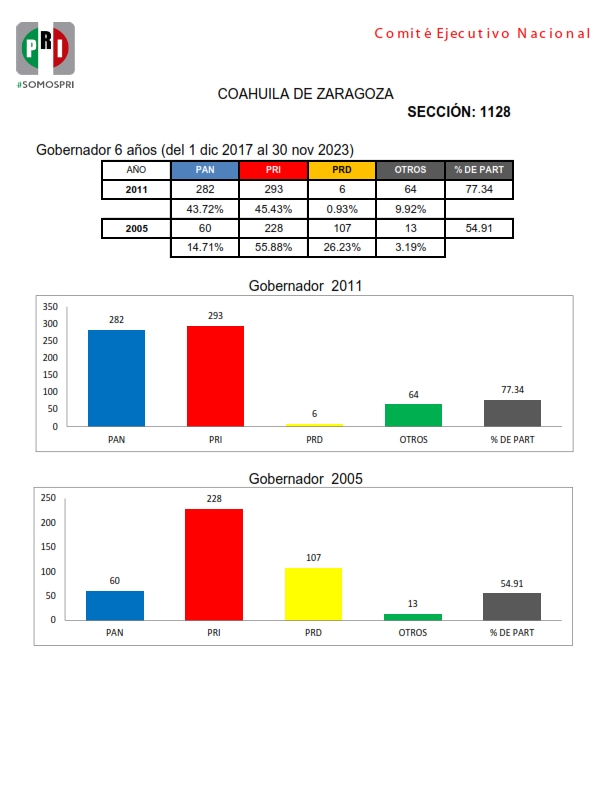 PRI
#SOMOSPRI
Comité Ejecutivo Nacional
COAHUILA DE ZARAGOZA
SECCIÓN: 1128
Gobernador 6 años (del 1 dic 2017 al 30 nov 2023)
AÑO PAN PRI PRD OTROS % DE PART
2011 282 293 6 64 77.34
43.72% 45.43% 0.93% 9.92%
2005 60 228 107 13 54.91
14.71% 55.88% 26.23% 3.19%
Gobernador 2011
350
300
250
200
150
100
50
0
282
293
6
64
77.34
PAN PRI PRD OTROS % DE PART
Gobernador 2005
250
200
150
100
50
0
60
228
107
13
54.91
PAN PRI PRD OTROS % DE PART